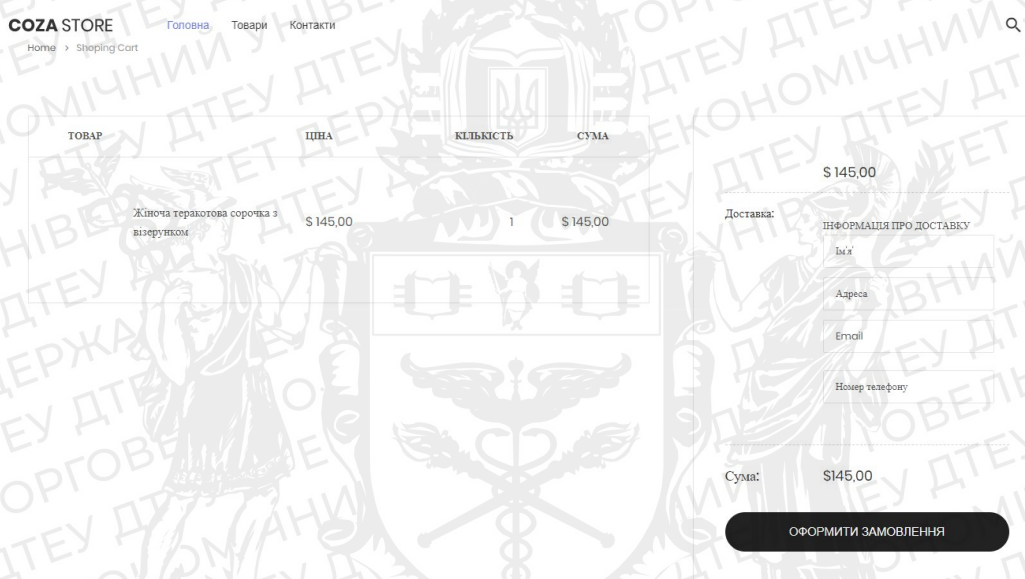 COZA STORE
Головна Товари Контакти
Home > Shoping Cart
ТОВАР ЦІНА КІЛЬКІСТЬ СУМА
Жіноча теракотова сорочка з
візерунком
$ 145,00 1 $ 145,00
$ 145,00
Доставка:
ІНФОРМАЦІЯ ПРО ДОСТАВКУ
Ім'я'
Адреса
Email
Номер телефону
Сума: $145,00
ОФОРМИТИ ЗАМОВЛЕННЯ